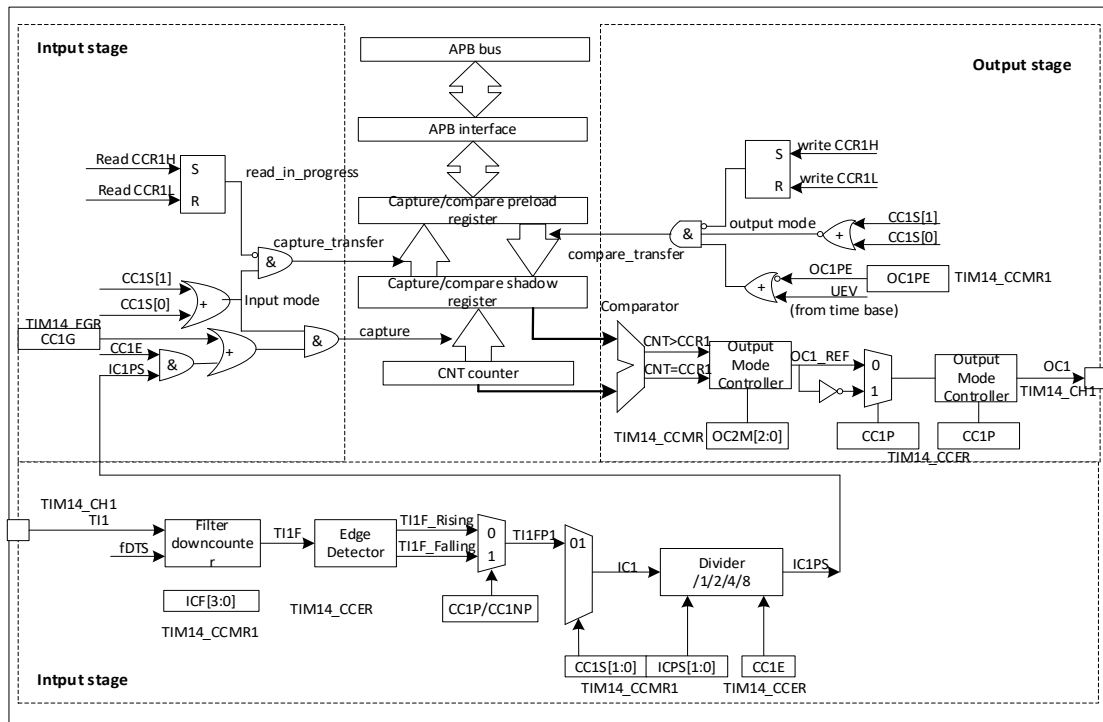 Intput stage
APB bus
Output stage
APB interface
Read CCR1H
S
Read CCR1L
R
read_in_progress
S
write CCR1H
R
write CCR1L
Capture/compare preload
register
output mode
&
+
CC1S[1]
CC1S[0]
&
capture_transfer
compare_transfer
CC1S[1]
CC1S[0]
+
Input mode
Capture/compare shadow
register
+
OC1PE
OC1PE
TIM14_CCMR1
UEV
(from time base)
TIM14_EGR
CC1G
CC1E
IC1PS
&
+
&
capture
CNT counter
Comparator
CNT>CCR1
CNT=CCR1
Output
Mode
Controller
OC1_REF
0
1
Output
Mode
Controller
OC1
TIM14_CH1
TIM14_CCMR
OC2M[2:0]
CC1P
CC1P
TIM14_CCER
TIM14_CH1
TI1
fDTS
Filter
downcounte
r
TI1F
Edge
Detector
TI1F_Rising
TI1F_Falling
0
1
TI1FP1
01
IC1
Divider
/1/2/4/8
IC1PS
ICF[3:0]
TIM14_CCMR1
TIM14_CCER
CC1P/CC1NP
CC1S[1:0]
ICPS[1:0]
CC1E
TIM14_CCMR1
TIM14_CCER
Intput stage